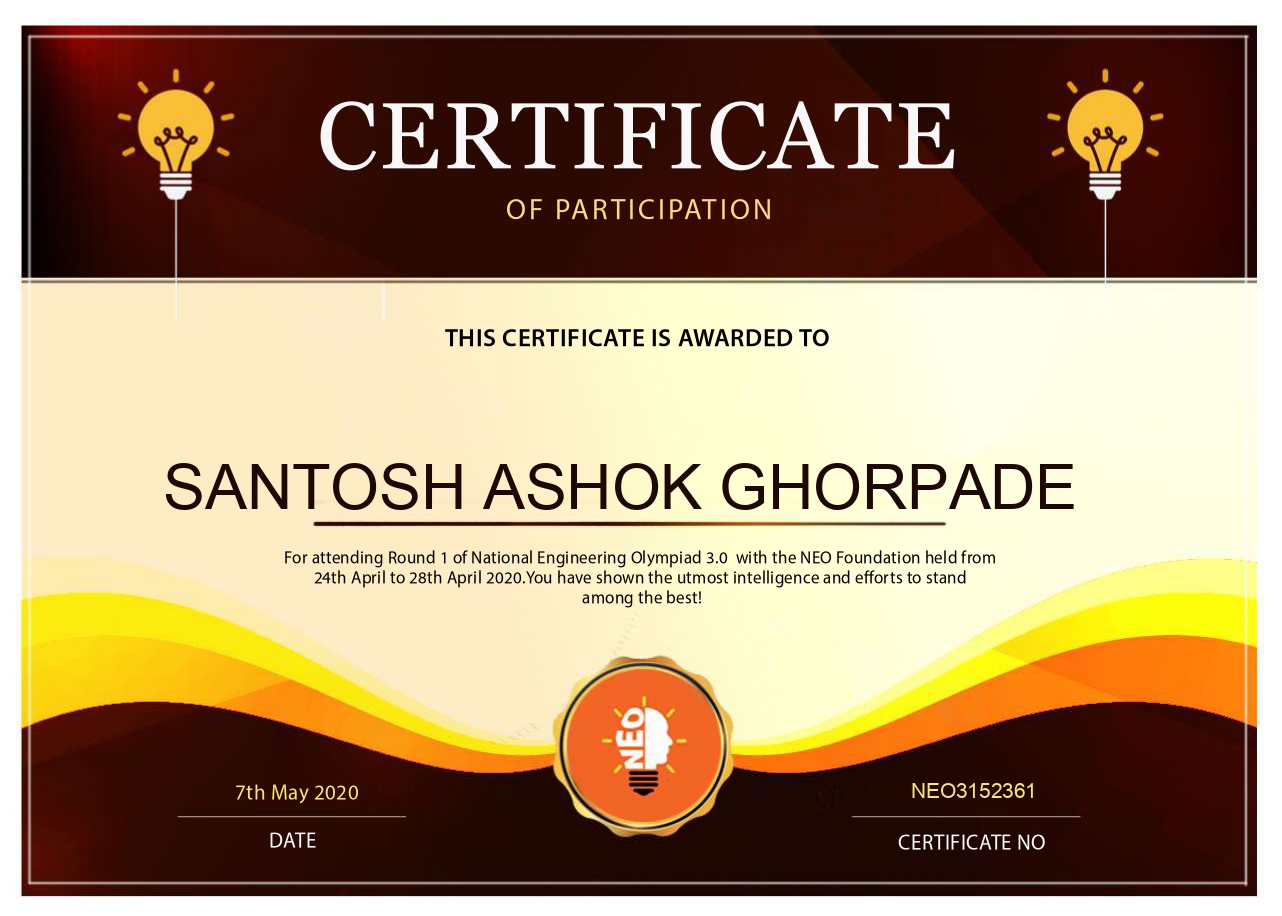 CERTIFICATE
OF PARTICIPATION
THIS CERTIFICATE IS AWARDED TO
SANTOSH ASHOK GHORPADE
For attending Round 1 of National Engineering Olympiad 3.0 with the NEO Foundation held from
24th April to 28th April 2020.You have shown the utmost intelligence and efforts to stand
among the best!
NEO
7th May 2020
DATE
NEO3152361
CERTIFICATE NO